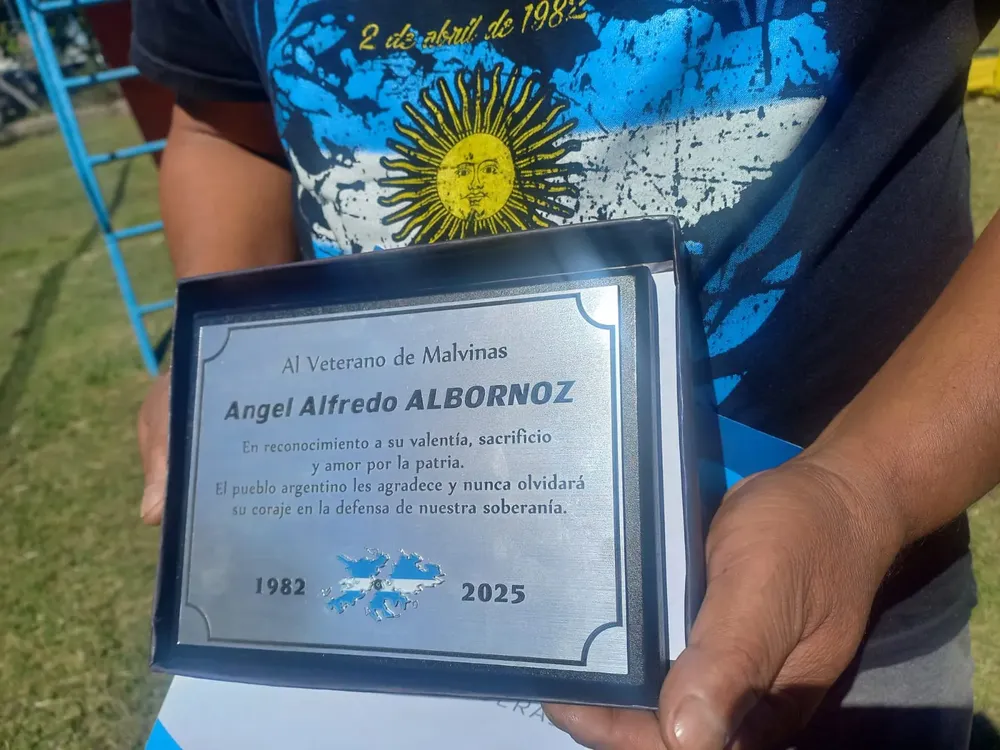 2 de abril de 1982
Al Veterano de Malvinas
Angel Alfredo ALBORNOZ
En reconocimiento a su valentía, sacrificio
y amor por la patria.
El pueblo argentino les agradece y nunca olvidará
su coraje en la defensa de nuestra soberanía.
1982 2025